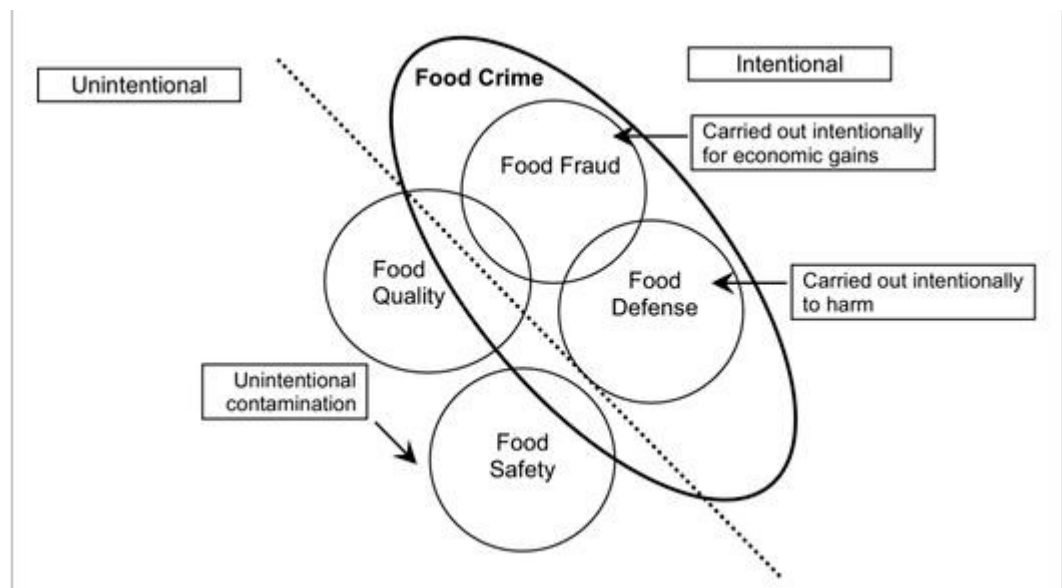 Unintentional
Food Crime
Intentional
Carried out intentionally
for economic gains
Food Fraud
Food
Quality
Food
Defense
Carried out intentionally
to harm
Unintentional
contamination
Food
Safety